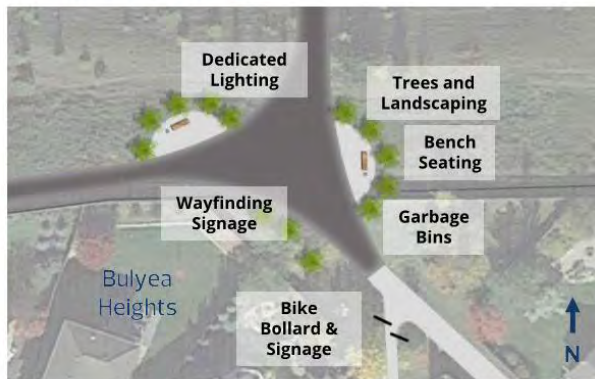 Dedicated
Lighting
Trees and
Landscaping
Bench
Seating
Wayfinding
Signage
Garbage
Bins
Bulyea
Heights
Bike
Bollard &
Signage
N